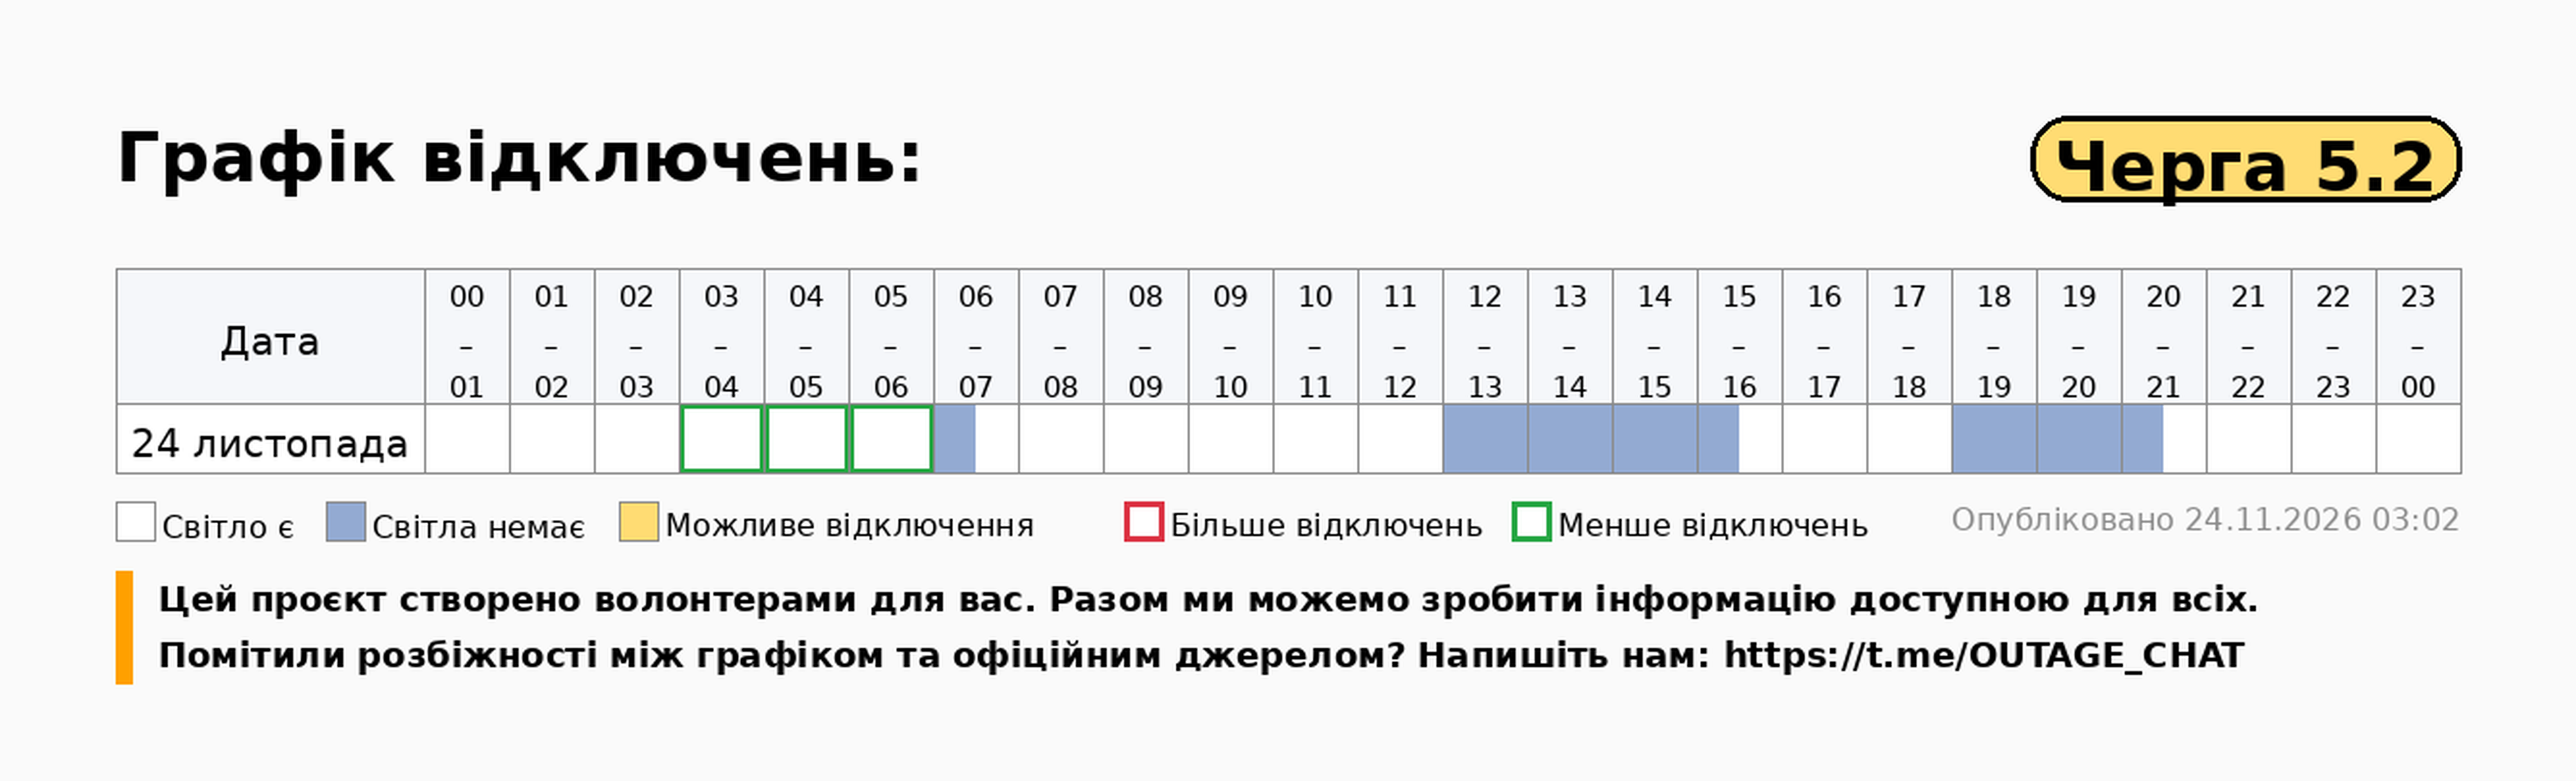 Графік відключень:
Черга 5.2
Дата
00 – 01
01 – 02
02 – 03
03 – 04
04 – 05
05 – 06
06 – 07
07 – 08
08 – 09
09 – 10
10 – 11
11 – 12
12 – 13
13 – 14
14 – 15
15 – 16
16 – 17
17 – 18
18 – 19
19 – 20
20 – 21
21 – 22
22 – 23
23 – 00
24 листопада
Світло є
Світла немає
Можливе відключення
Більше відключень
Менше відключень
Опубліковано 24.11.2026 03:02
Цей проєкт створено волонтерами для вас. Разом ми можемо зробити інформацію доступною для всіх.
Помітили розбіжності між графіком та офіційним джерелом? Напишіть нам: https://t.me/OUTAGE_CHAT